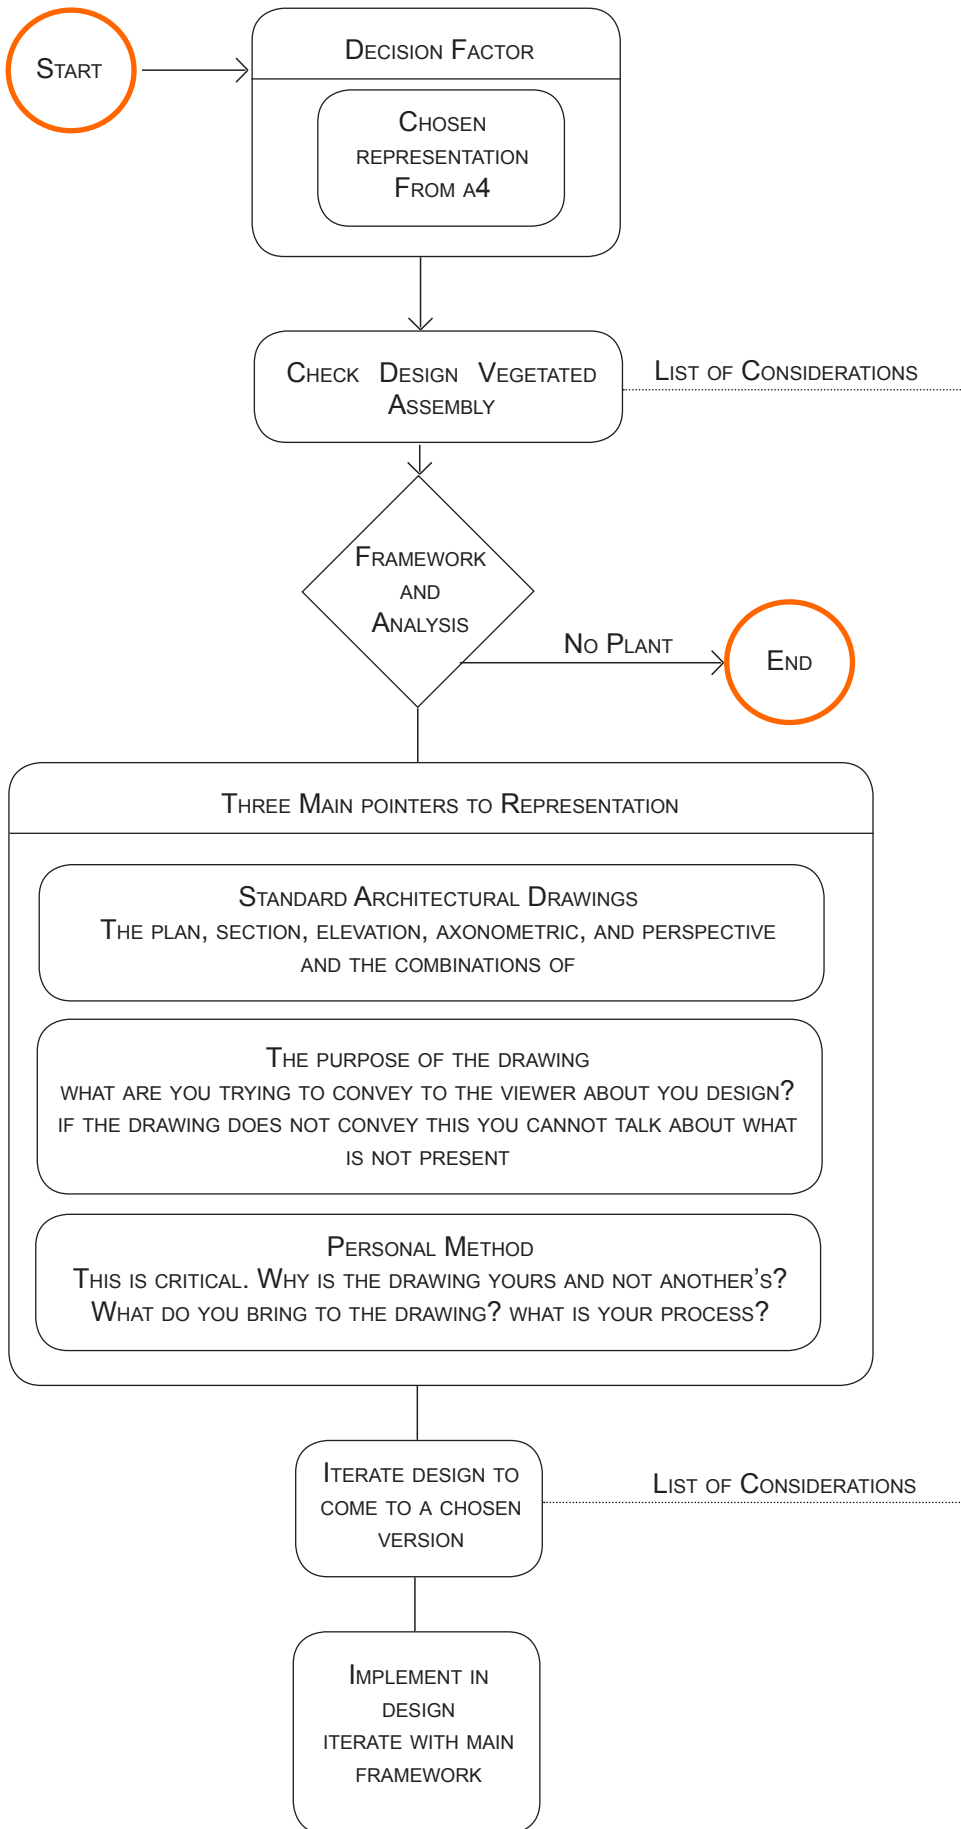 Start
Decision Factor
Chosen
representation
From a4
Check Design Vegetated
Assembly
List of Considerations
Framework
and
Analysis
No Plant
End
Three Main pointers to Representation
Standard Architectural Drawings
The plan, section, elevation, axonometric, and perspective
and the combinations of
The purpose of the drawing
what are you trying to convey to the viewer about you design?
if the drawing does not convey this you cannot talk about what
is not present
Personal Method
This is critical. Why is the drawing yours and not another's?
What do you bring to the drawing? what is your process?
Iterate design to
come to a chosen
version
List of Considerations
Implement in
design
iterate with main
framework